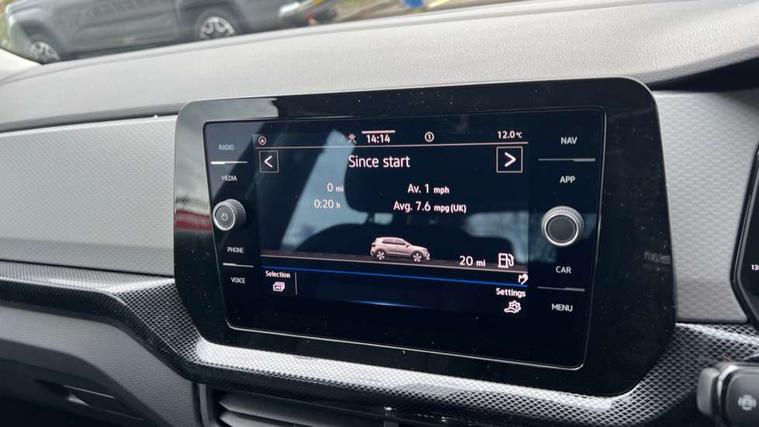 RADIO
MEDIA
PHONE
VOICE
14:14
12.0°C
Since start
0 mi
Av. 1 mph
0:20 h
Avg. 7.6 mpg (UK)
20 mi
Selection
Settings
NAV
APP
CAR
MENU